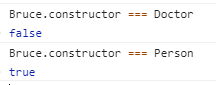 Bruce.constructor === Doctor
false
Bruce.constructor === Person
true